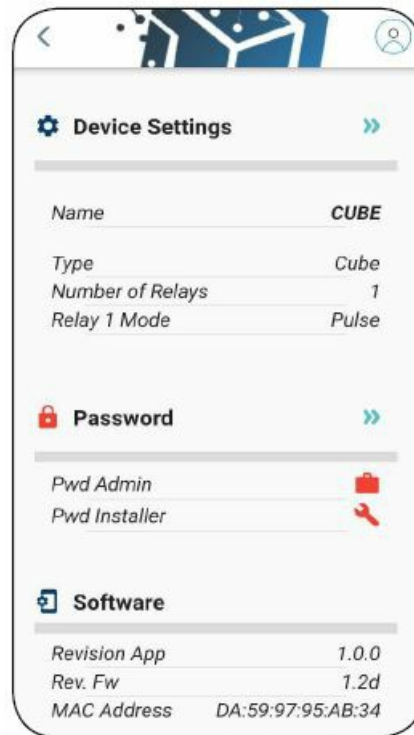 Device Settings
Name CUBE
Type Cube
Number of Relays 1
Relay 1 Mode Pulse
Password
Pwd Admin
Pwd Installer
Software
Revision App 1.0.0
Rev. Fw 1.2d
MAC Address DA:59:97:95:AB:34